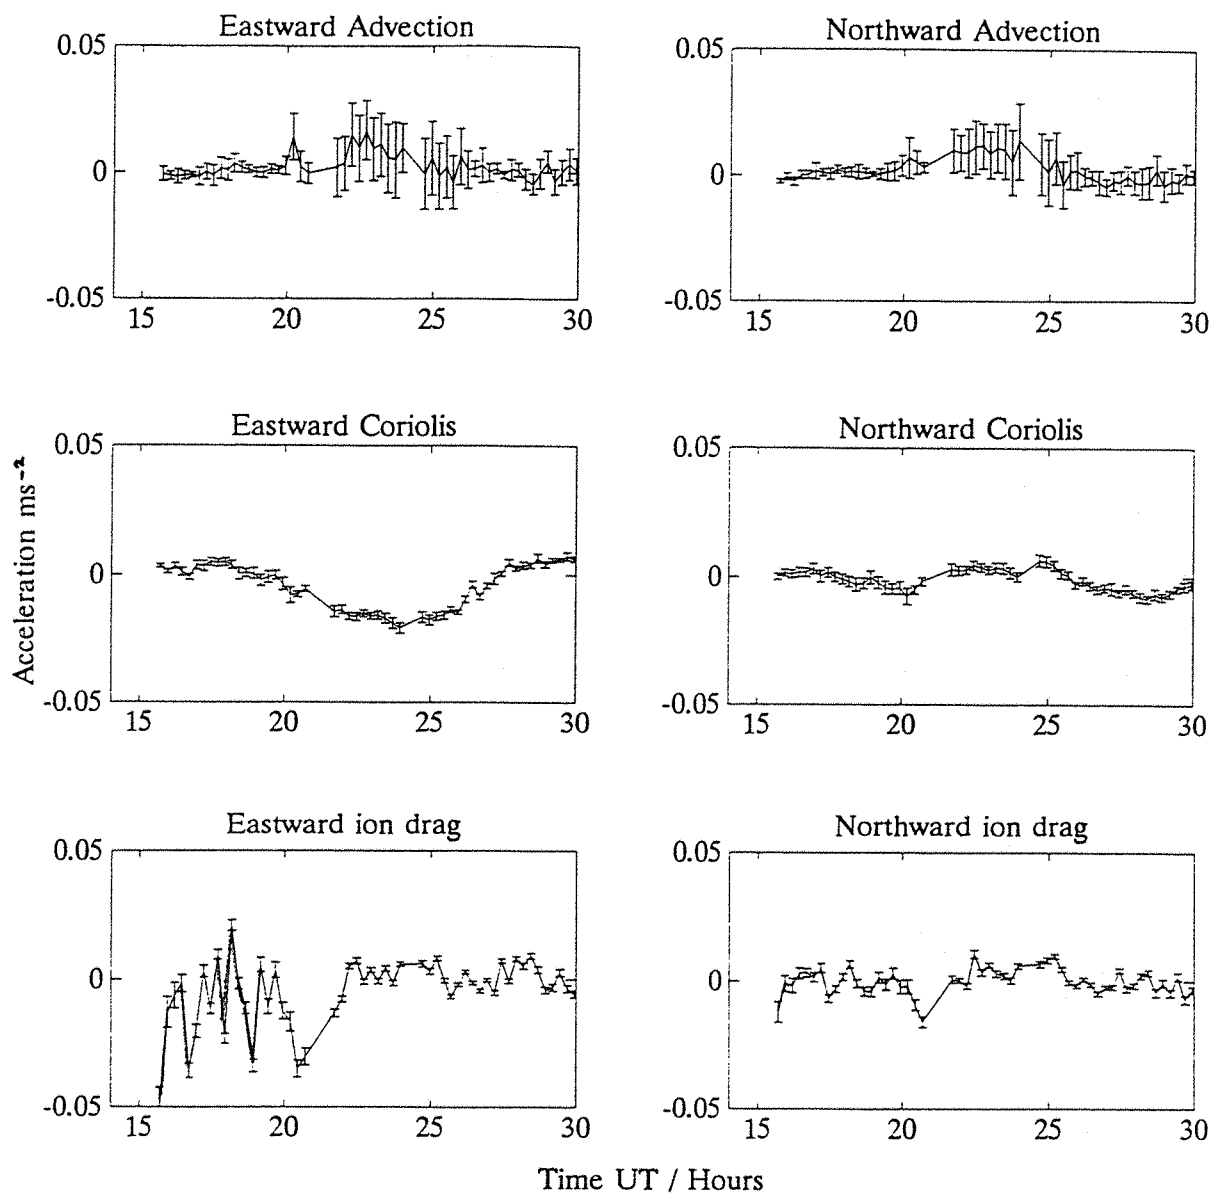 Eastward Advection
0.05
0
-0.05
15 20 25 30
Northward Advection
0.05
0
-0.05
15 20 25 30
Eastward Coriolis
0.05
0
-0.05
15 20 25 30
Northward Coriolis
0.05
0
-0.05
15 20 25 30
Acceleration ms⁻²
Eastward ion drag
0.05
0
-0.05
15 20 25 30
Northward ion drag
0.05
0
-0.05
15 20 25 30
Time UT / Hours